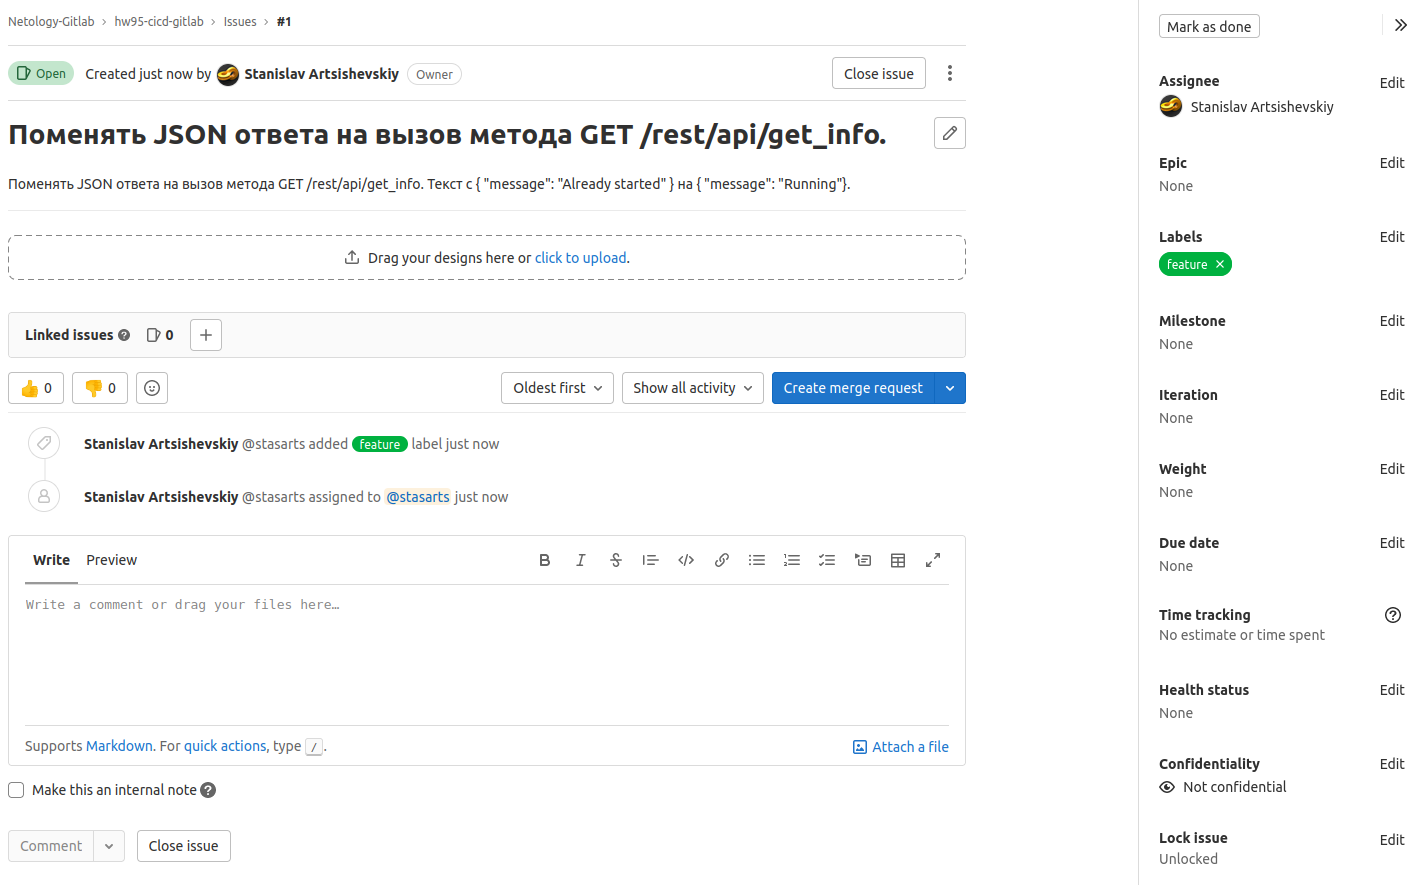 Netology-Gitlab › hw95-cicd-gitlab › Issues › #1
Open Created just now by Stanislav Artsishevskiy Owner Close issue
Поменять JSON ответа на вызов метода GET /rest/api/get_info.
Поменять JSON ответа на вызов метода GET /rest/api/get_info. Текст с { "message": "Already started" } на { "message": "Running"}.
Drag your designs here or click to upload.
Linked issues 0
0 0 Oldest first Show all activity Create merge request
Stanislav Artsishevskiy @stasarts added feature label just now
Stanislav Artsishevskiy @stasarts assigned to @stasarts just now
Write Preview
Write a comment or drag your files here…
Supports Markdown. For quick actions, type /. Attach a file
Make this an internal note
Comment Close issue
Mark as done
Assignee Edit
Stanislav Artsishevskiy
Epic Edit
None
Labels Edit
feature
Milestone Edit
None
Iteration Edit
None
Weight Edit
None
Due date Edit
None
Time tracking
No estimate or time spent
Health status Edit
None
Confidentiality Edit
Not confidential
Lock issue Edit
Unlocked